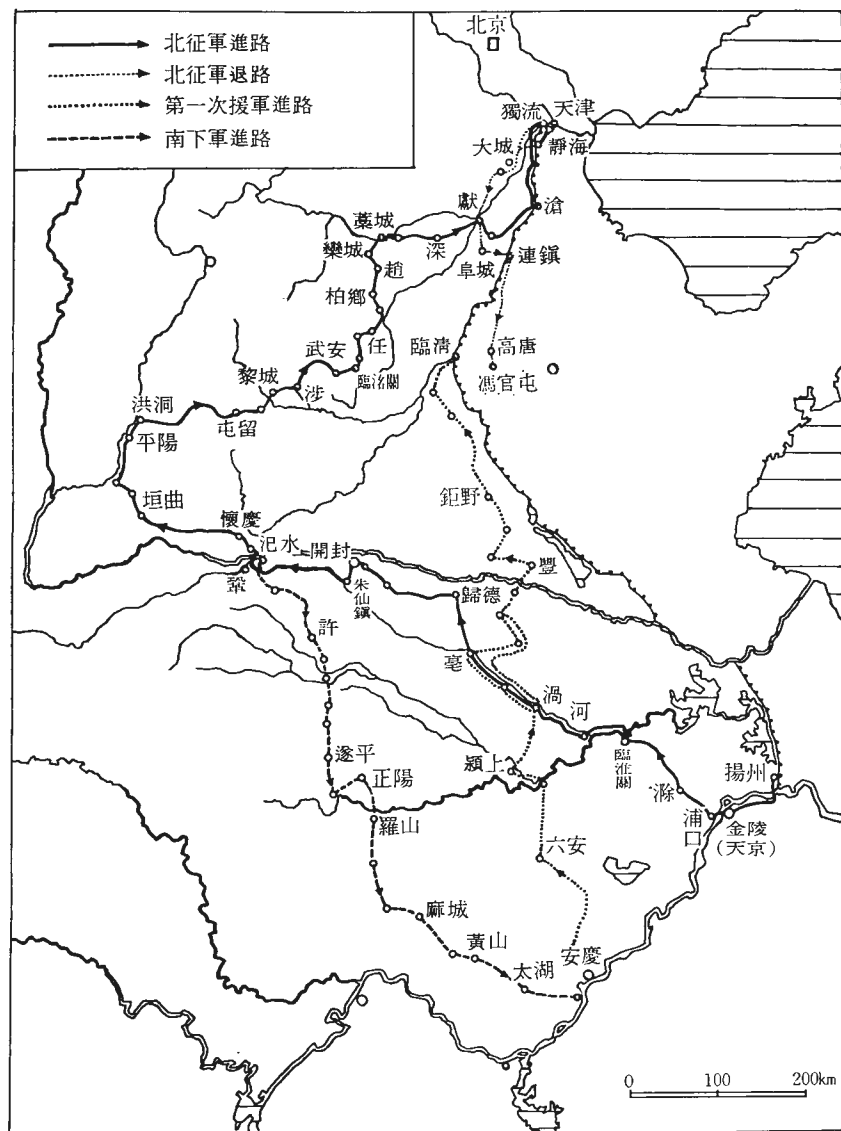 北征軍進路
北征軍退路
第一次援軍進路
南下軍進路
北京
獨流
天津
大城
靜海
獻
滄
藁城
欒城
深
阜城
連鎮
趙
柏鄉
任
武安
臨洺關
臨清
高唐
馮官屯
黎城
涉
洪洞
屯留
平陽
垣曲
鉅野
懷慶
汜水
開封
豐
鞏
朱仙鎮
歸德
許
亳
渦河
遂平
正陽
潁上
臨淮關
滁
揚州
浦口
金陵
(天京)
羅山
六安
麻城
黃山
太湖
安慶
0 100 200km